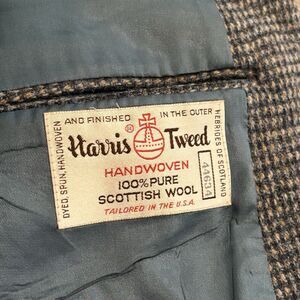 DYED, SPUN, HANDWOVEN
AND FINISHED
IN THE OUTER
HEBRIDES OF SCOTLAND
Harris ® Tweed
HANDWOVEN
100% PURE
SCOTTISH WOOL
TAILORED IN THE U.S.A.
44634